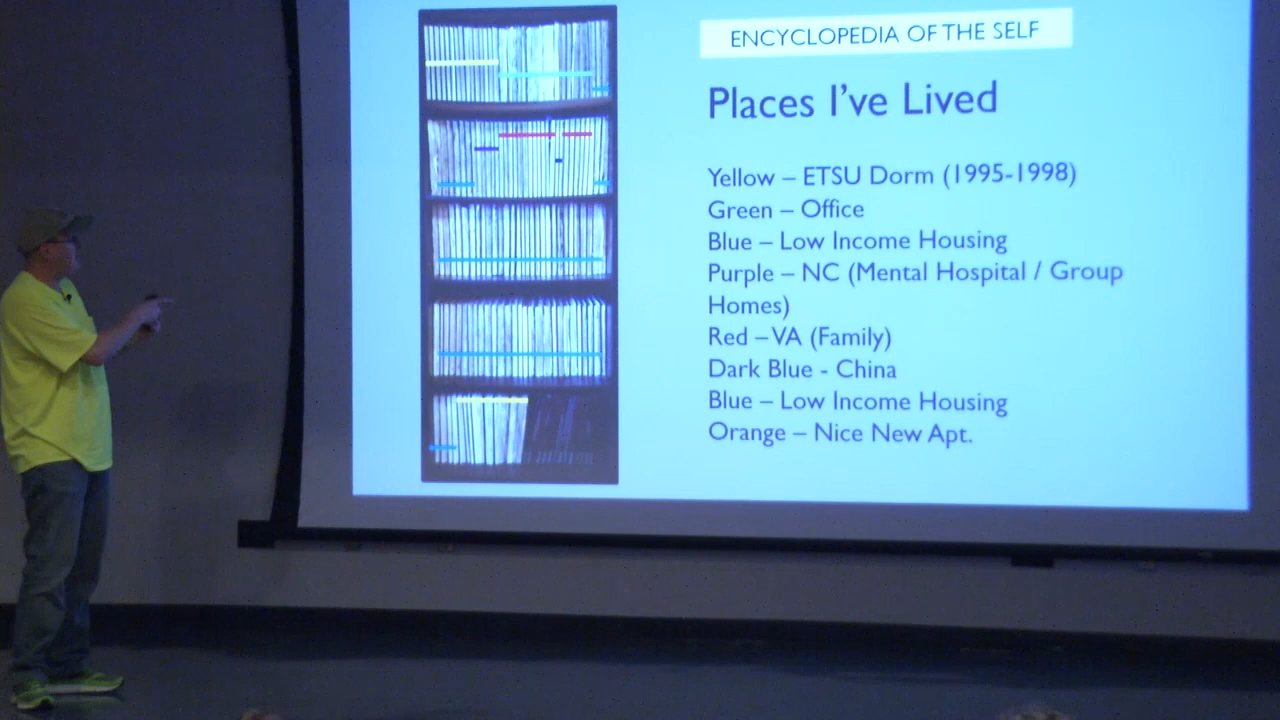 ENCYCLOPEDIA OF THE SELF
Places I've Lived
Yellow – ETSU Dorm (1995-1998)
Green – Office
Blue – Low Income Housing
Purple – NC (Mental Hospital / Group
Homes)
Red – VA (Family)
Dark Blue - China
Blue – Low Income Housing
Orange – Nice New Apt.